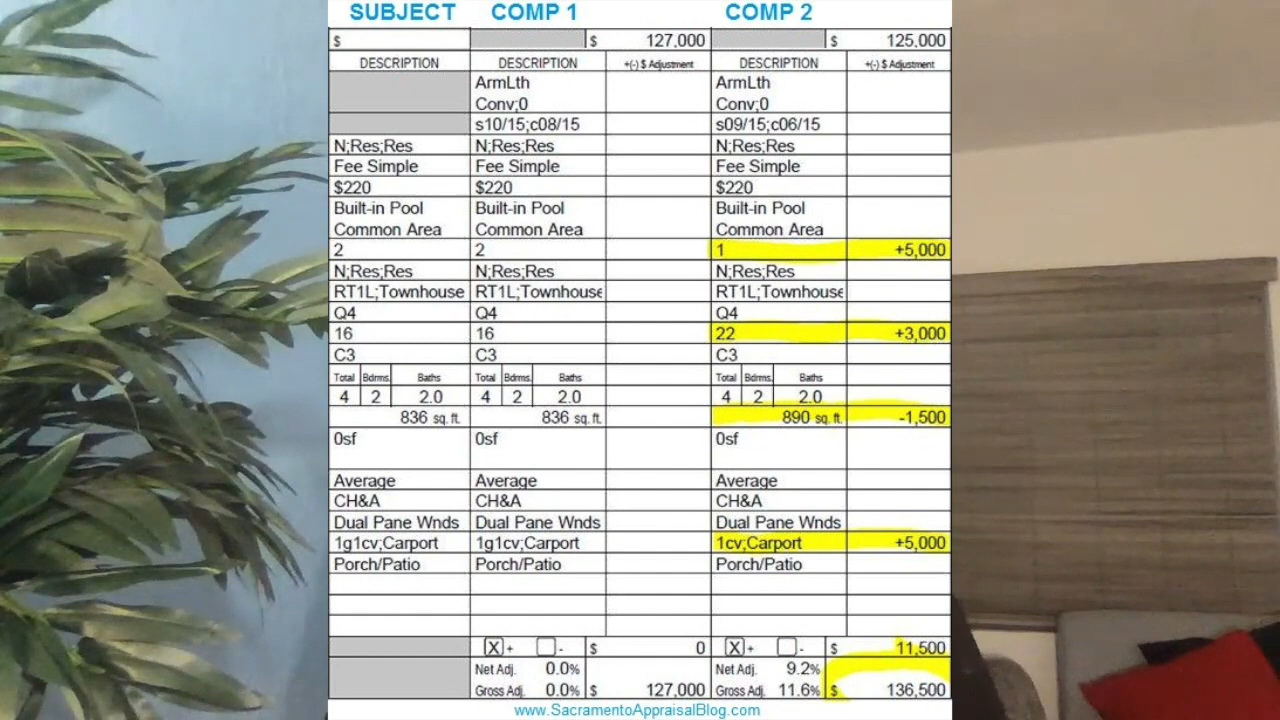 SUBJECT COMP 1 COMP 2
$ $ 127,000 $ 125,000
DESCRIPTION DESCRIPTION +(-) $ Adjustment DESCRIPTION +(-) $ Adjustment
ArmLth ArmLth
Conv;0 Conv;0
s10/15;c08/15 s09/15;c06/15
N;Res;Res N;Res;Res N;Res;Res
Fee Simple Fee Simple Fee Simple
$220 $220 $220
Built-in Pool Built-in Pool Built-in Pool
Common Area Common Area Common Area
2 2 1 +5,000
N;Res;Res N;Res;Res N;Res;Res
RT1L;Townhouse RT1L;Townhouse RT1L;Townhouse
Q4 Q4 Q4
16 16 22 +3,000
C3 C3 C3
Total Bdrms. Baths Total Bdrms. Baths Total Bdrms. Baths
4 2 2.0 4 2 2.0 4 2 2.0
836 sq. ft. 836 sq. ft. 890 sq. ft. -1,500
0sf 0sf 0sf
Average Average Average
CH&A CH&A CH&A
Dual Pane Wnds Dual Pane Wnds Dual Pane Wnds
1g1cv;Carport 1g1cv;Carport 1cv;Carport +5,000
Porch/Patio Porch/Patio Porch/Patio
X + - $ 0 X + - $ 11,500
Net Adj. 0.0% Net Adj. 9.2%
Gross Adj. 0.0% $ 127,000 Gross Adj. 11.6% $ 136,500
www.SacramentoAppraisalBlog.com